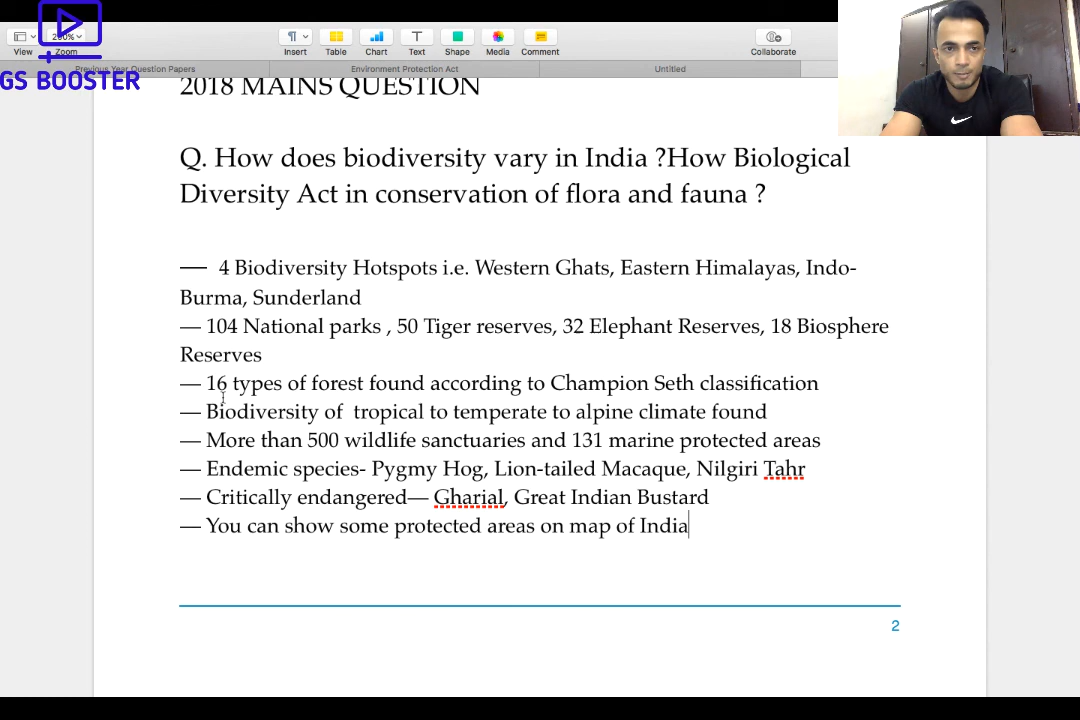 View
200%
Zoom
Insert
Table
Chart
Text
Shape
Media
Comment
Collaborate
Previous Year Question Papers
Environment Protection Act
Untitled
GS BOOSTER
2018 MAINS QUESTION
Q. How does biodiversity vary in India ?How Biological
Diversity Act in conservation of flora and fauna ?
— 4 Biodiversity Hotspots i.e. Western Ghats, Eastern Himalayas, Indo-
Burma, Sunderland
— 104 National parks , 50 Tiger reserves, 32 Elephant Reserves, 18 Biosphere
Reserves
— 16 types of forest found according to Champion Seth classification
— Biodiversity of tropical to temperate to alpine climate found
— More than 500 wildlife sanctuaries and 131 marine protected areas
— Endemic species- Pygmy Hog, Lion-tailed Macaque, Nilgiri Tahr
— Critically endangered— Gharial, Great Indian Bustard
— You can show some protected areas on map of India
2